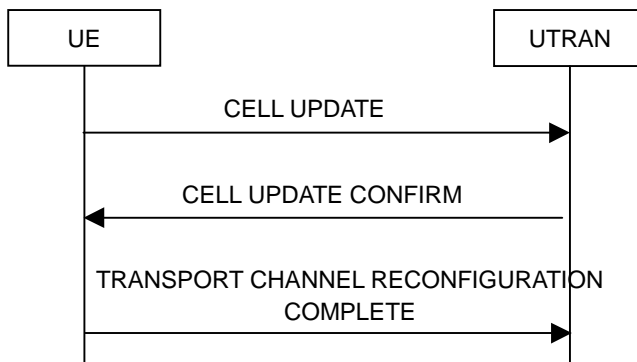 UE
UTRAN
CELL UPDATE
CELL UPDATE CONFIRM
TRANSPORT CHANNEL RECONFIGURATION
COMPLETE